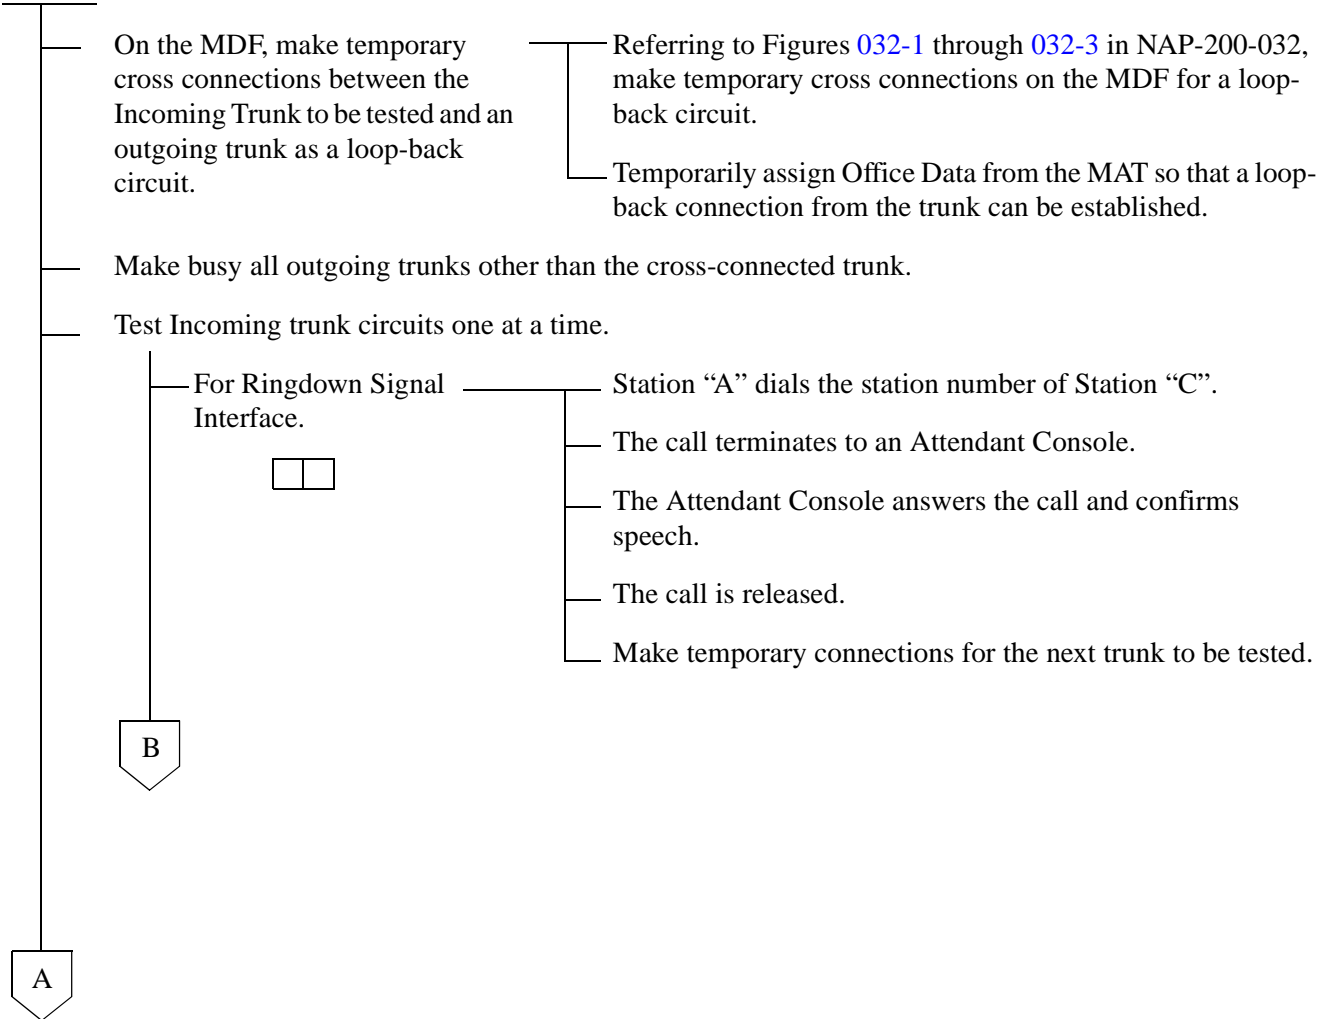 On the MDF, make temporary
cross connections between the
Incoming Trunk to be tested and an
outgoing trunk as a loop-back
circuit.
Referring to Figures 032-1 through 032-3 in NAP-200-032,
make temporary cross connections on the MDF for a loop-
back circuit.
Temporarily assign Office Data from the MAT so that a loop-
back connection from the trunk can be established.
Make busy all outgoing trunks other than the cross-connected trunk.
Test Incoming trunk circuits one at a time.
For Ringdown Signal
Interface.
Station “A” dials the station number of Station “C”.
The call terminates to an Attendant Console.
The Attendant Console answers the call and confirms
speech.
The call is released.
Make temporary connections for the next trunk to be tested.
B
A